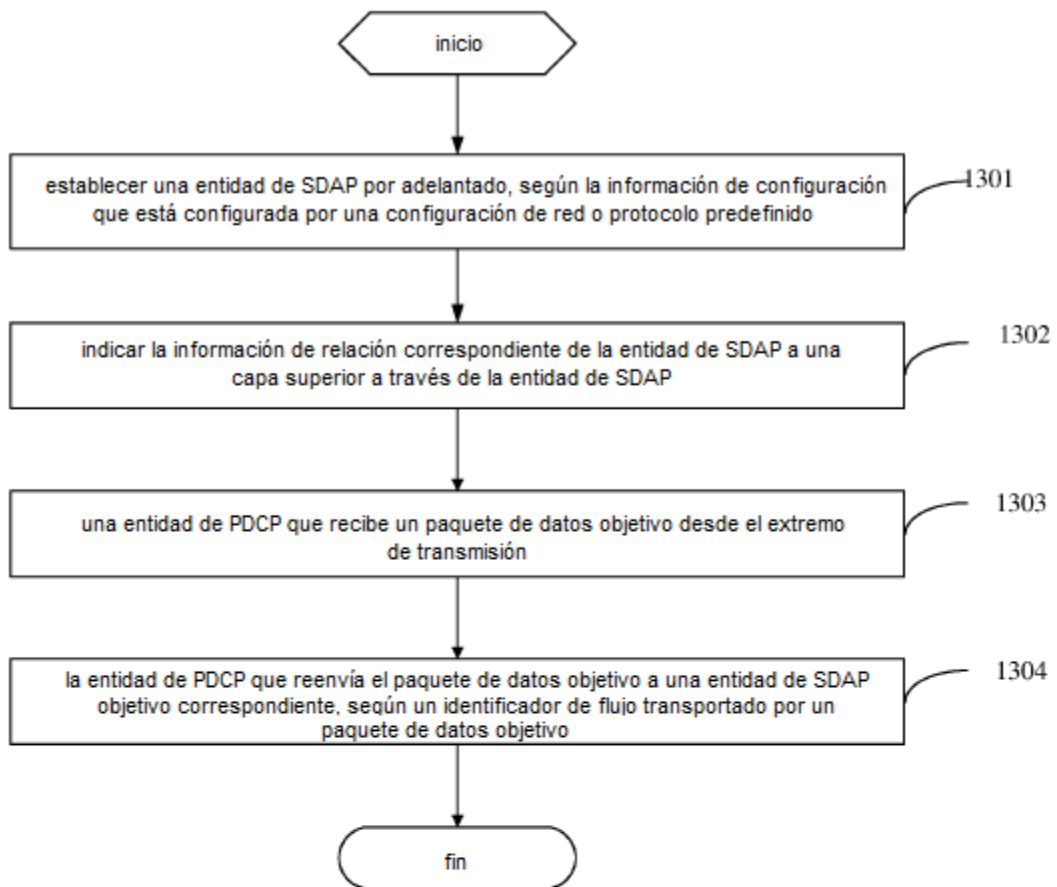 inicio
establecer una entidad de SDAP por adelantado, según la información de configuración
que está configurada por una configuración de red o protocolo predefinido
1301
indicar la información de relación correspondiente de la entidad de SDAP a una
capa superior a través de la entidad de SDAP
1302
una entidad de PDCP que recibe un paquete de datos objetivo desde el extremo
de transmisión
1303
la entidad de PDCP que reenvía el paquete de datos objetivo a una entidad de SDAP
objetivo correspondiente, según un identificador de flujo transportado por un
paquete de datos objetivo
1304
fin